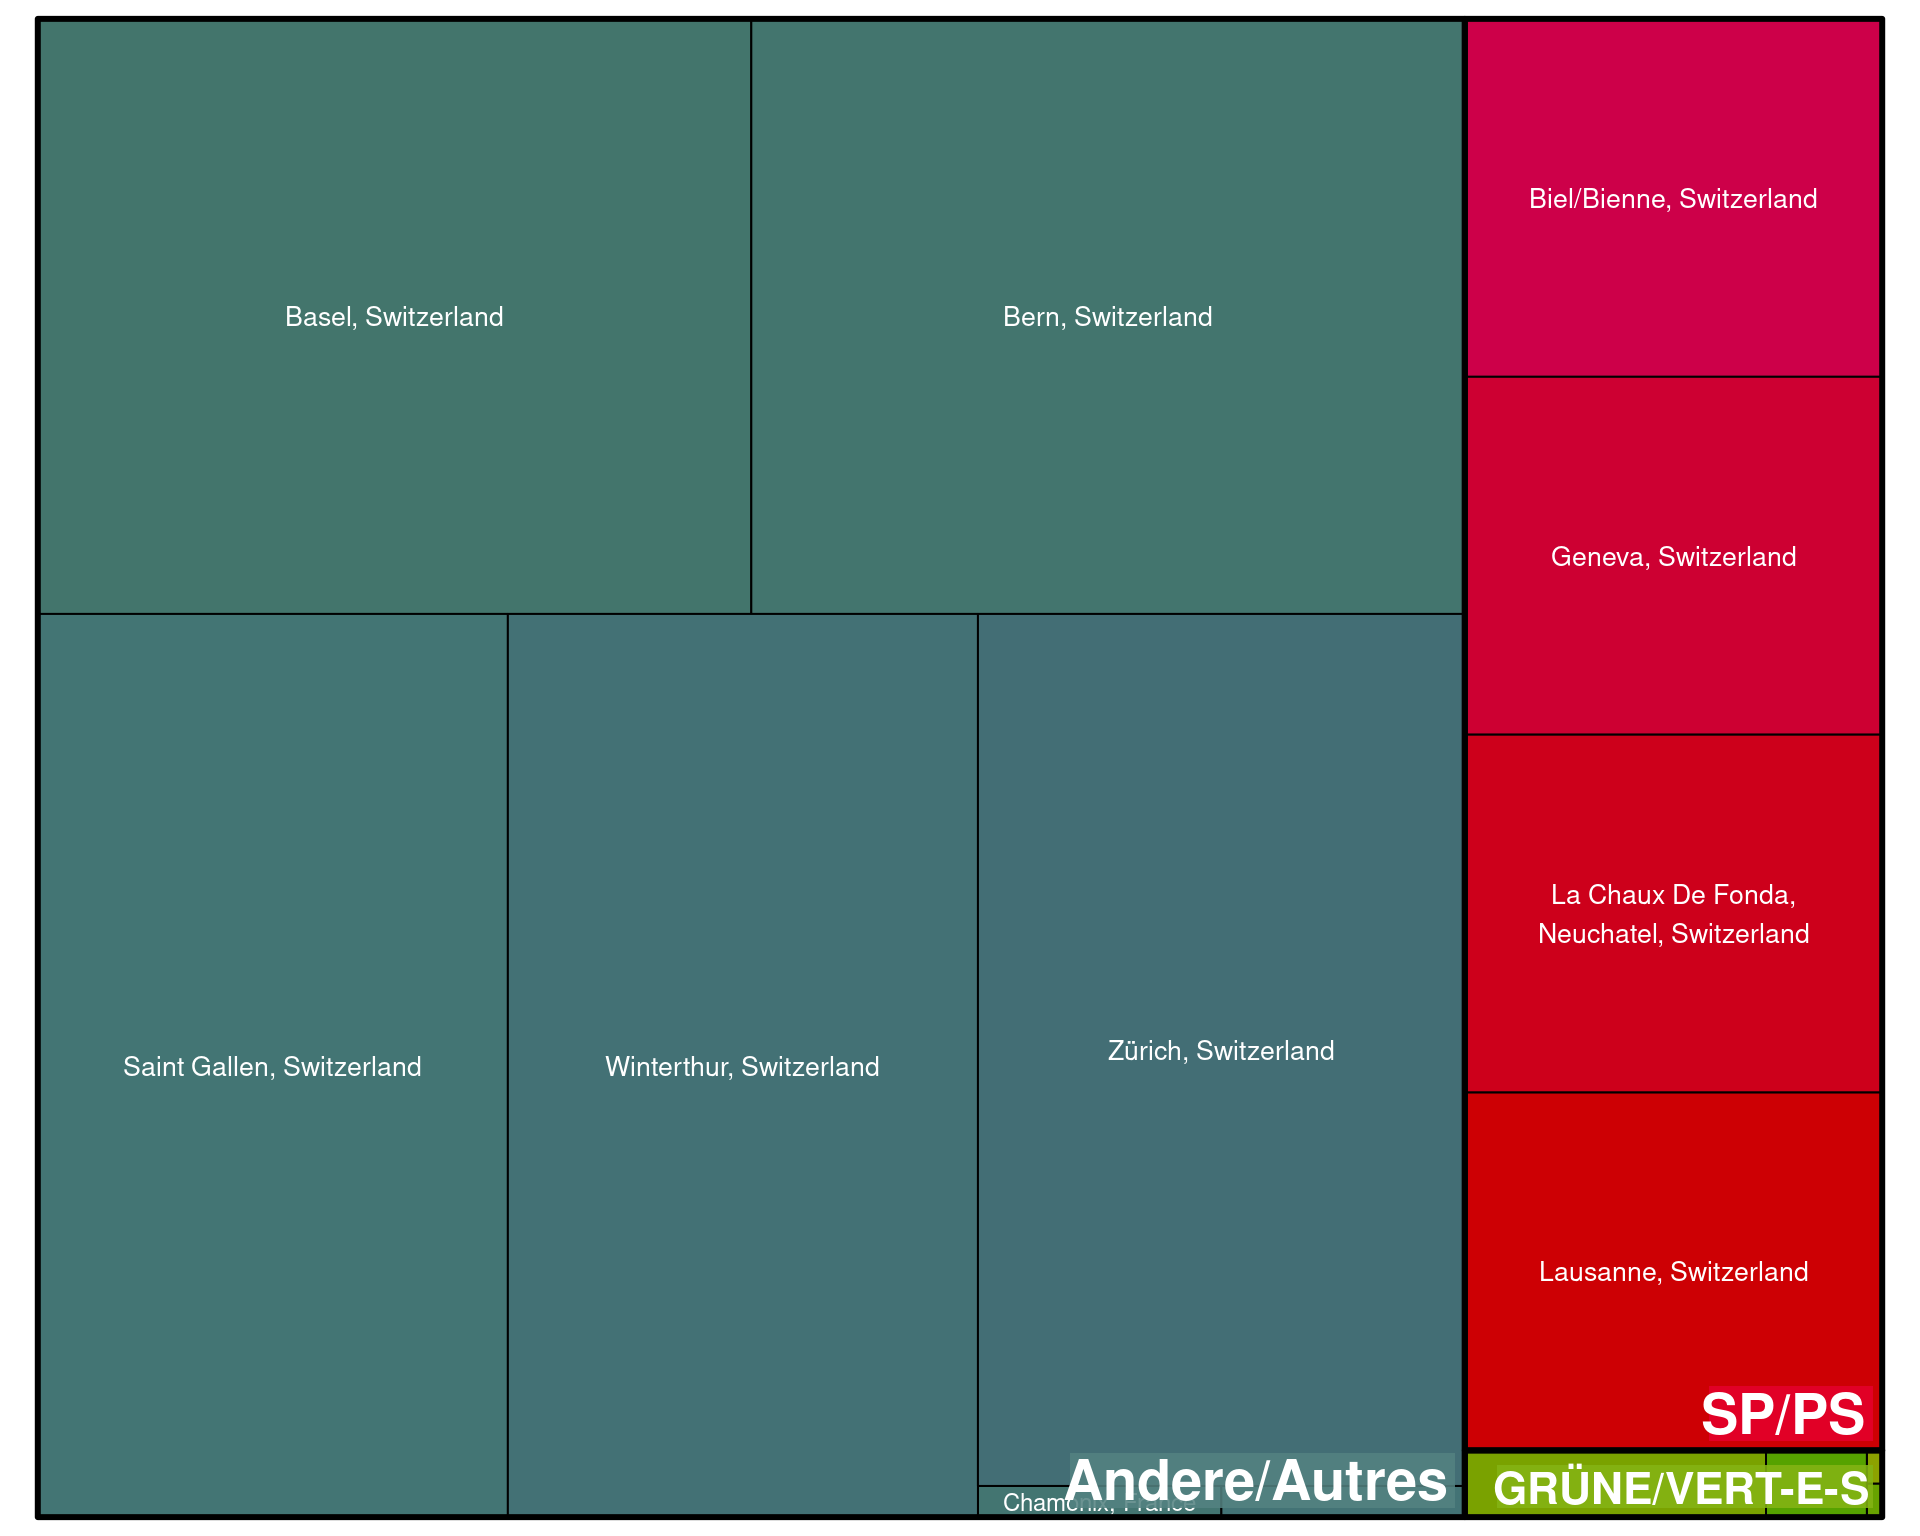 Basel, Switzerland
Bern, Switzerland
Biel/Bienne, Switzerland
Geneva, Switzerland
La Chaux De Fonda,
Neuchatel, Switzerland
Saint Gallen, Switzerland
Winterthur, Switzerland
Zürich, Switzerland
Lausanne, Switzerland
SP/PS
Andere/Autres
GRÜNE/VERT-E-S
Chamonix, France